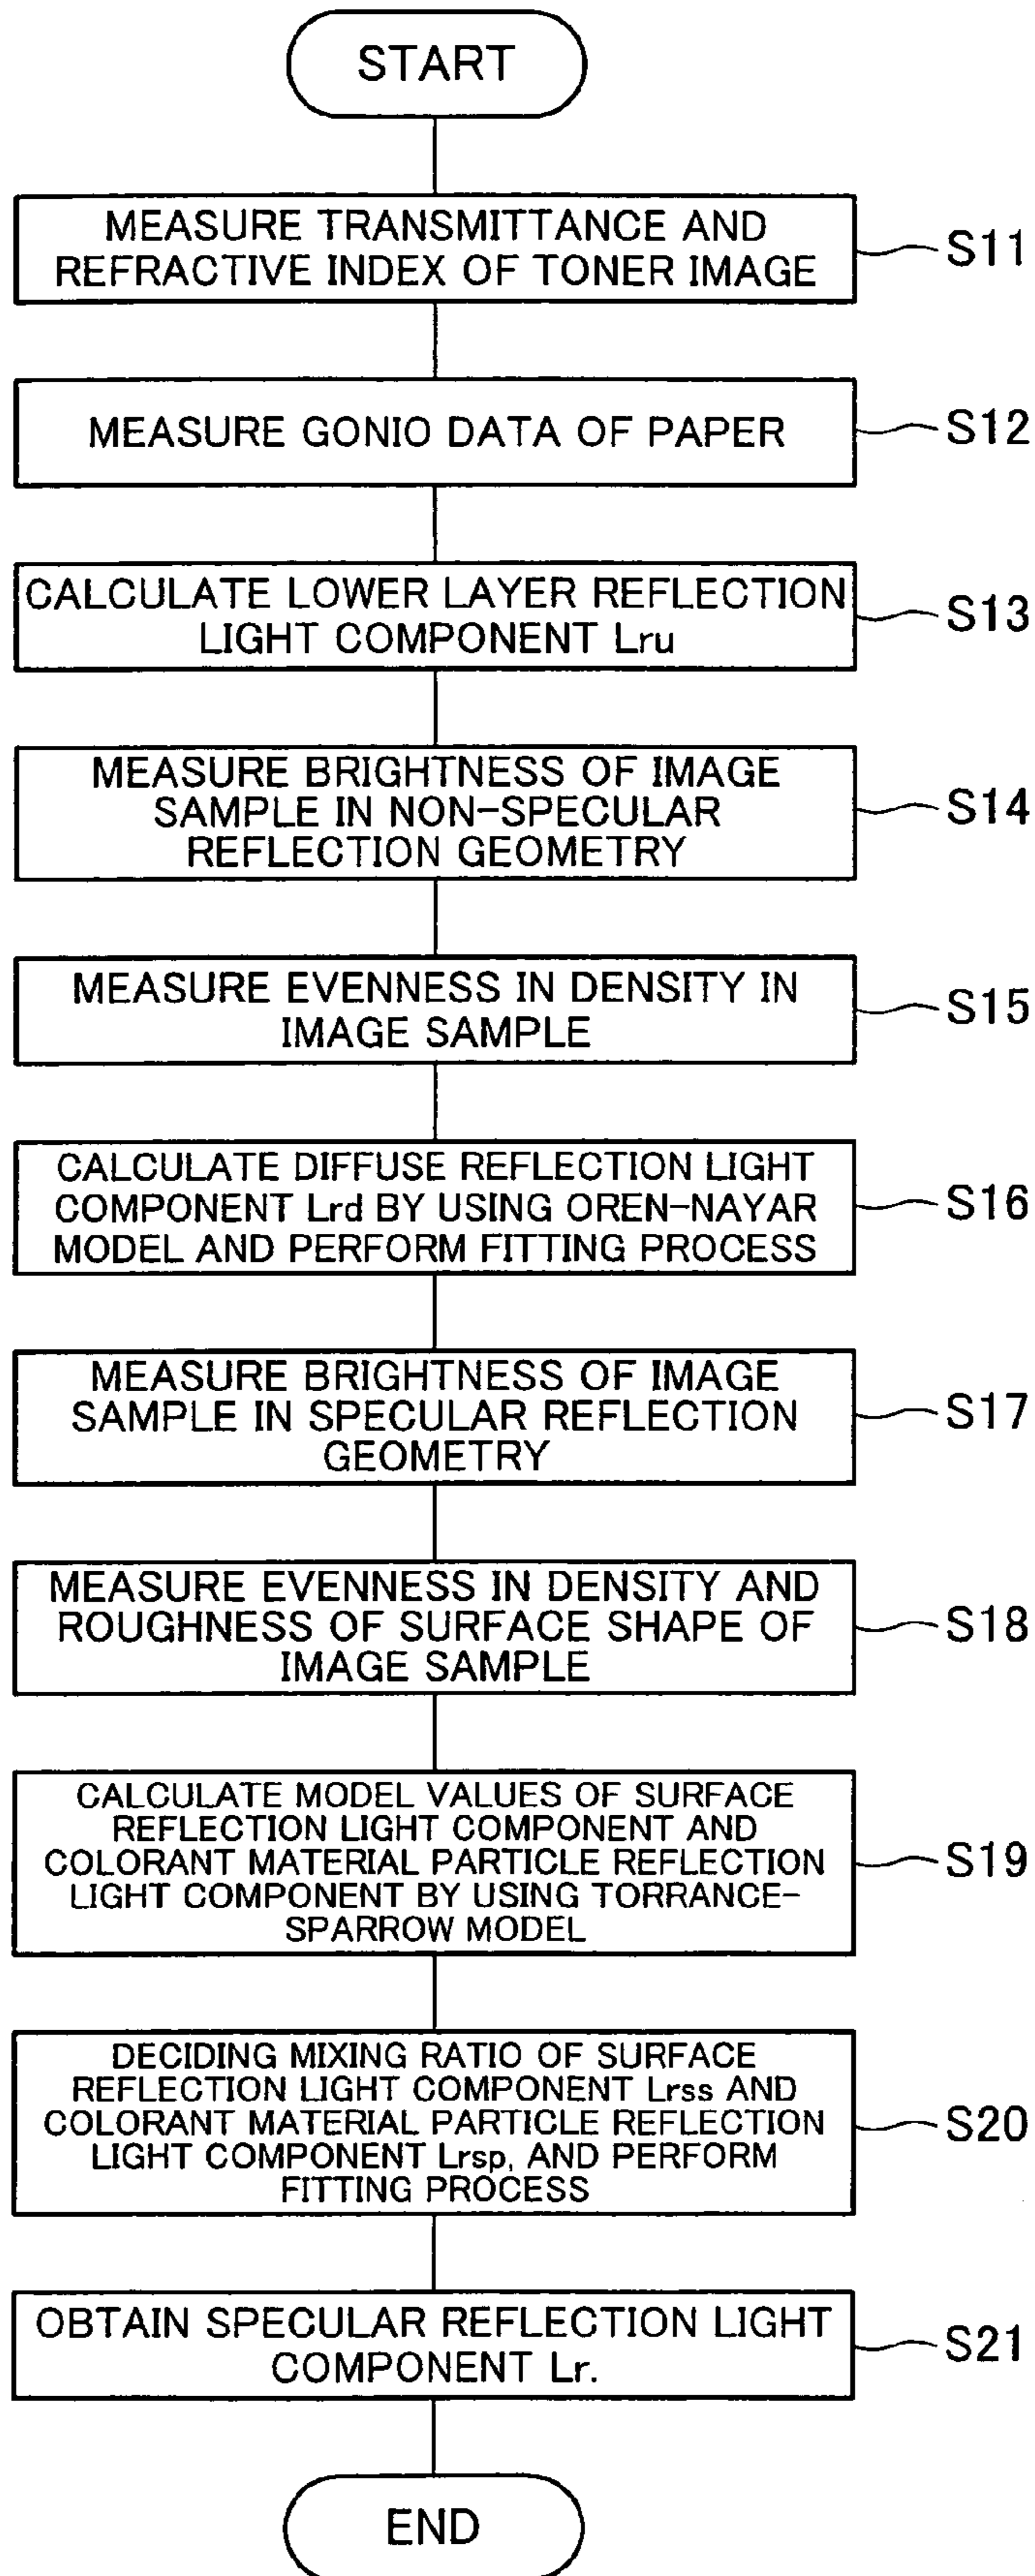 START
MEASURE TRANSMITTANCE AND
REFRACTIVE INDEX OF TONER IMAGE
S11
MEASURE GONIO DATA OF PAPER
S12
CALCULATE LOWER LAYER REFLECTION
LIGHT COMPONENT Lru
S13
MEASURE BRIGHTNESS OF IMAGE
SAMPLE IN NON-SPECULAR
REFLECTION GEOMETRY
S14
MEASURE EVENNESS IN DENSITY IN
IMAGE SAMPLE
S15
CALCULATE DIFFUSE REFLECTION LIGHT
COMPONENT Lrd BY USING OREN-NAYAR
MODEL AND PERFORM FITTING PROCESS
S16
MEASURE BRIGHTNESS OF IMAGE
SAMPLE IN SPECULAR REFLECTION
GEOMETRY
S17
MEASURE EVENNESS IN DENSITY AND
ROUGHNESS OF SURFACE SHAPE OF
IMAGE SAMPLE
S18
CALCULATE MODEL VALUES OF SURFACE
REFLECTION LIGHT COMPONENT AND
COLORANT MATERIAL PARTICLE REFLECTION
LIGHT COMPONENT BY USING TORRANCE-
SPARROW MODEL
S19
DECIDING MIXING RATIO OF SURFACE
REFLECTION LIGHT COMPONENT Lrss AND
COLORANT MATERIAL PARTICLE REFLECTION
LIGHT COMPONENT Lrsp, AND PERFORM
FITTING PROCESS
S20
OBTAIN SPECULAR REFLECTION LIGHT
COMPONENT Lr.
S21
END